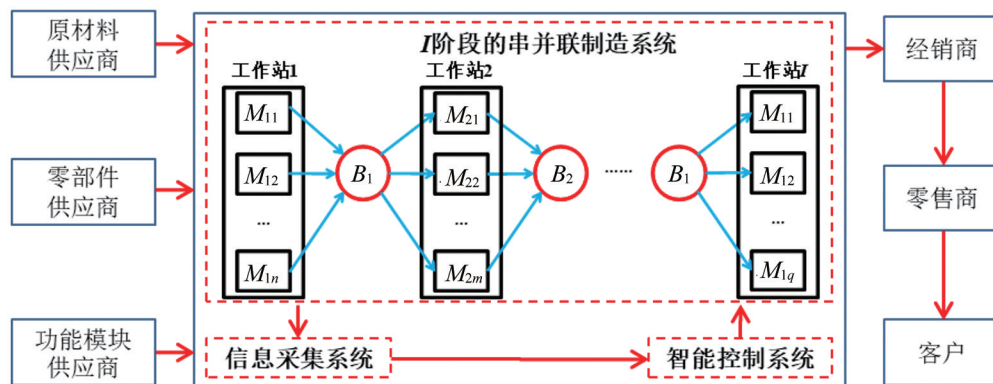 原材料
供应商
零部件
供应商
功能模块
供应商
I阶段的串并联制造系统
工作站1
M11
M12
...
M1n
B1
工作站2
M21
M22
...
M2m
B2
......
B1
工作站I
M11
M12
...
M1q
信息采集系统
智能控制系统
经销商
零售商
客户